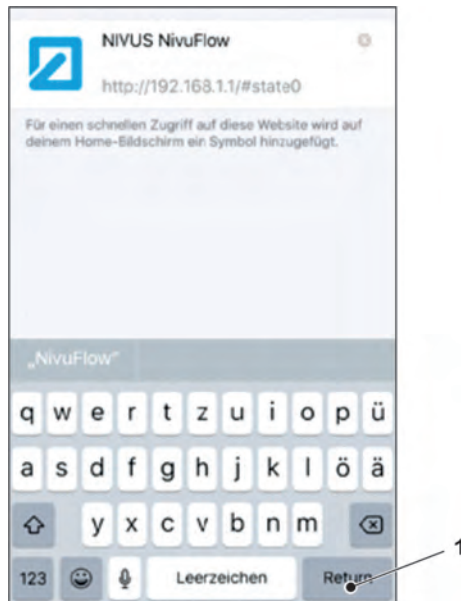 NIVUS NivuFlow
http://192.168.1.1/#state0
Für einen schnellen Zugriff auf diese Website wird auf
deinem Home-Bildschirm ein Symbol hinzugefügt.
„NivuFlow“
q w e r t z u i o p ü
a s d f g h j k l ö ä
y x c v b n m
123 Leerzeichen Return
1